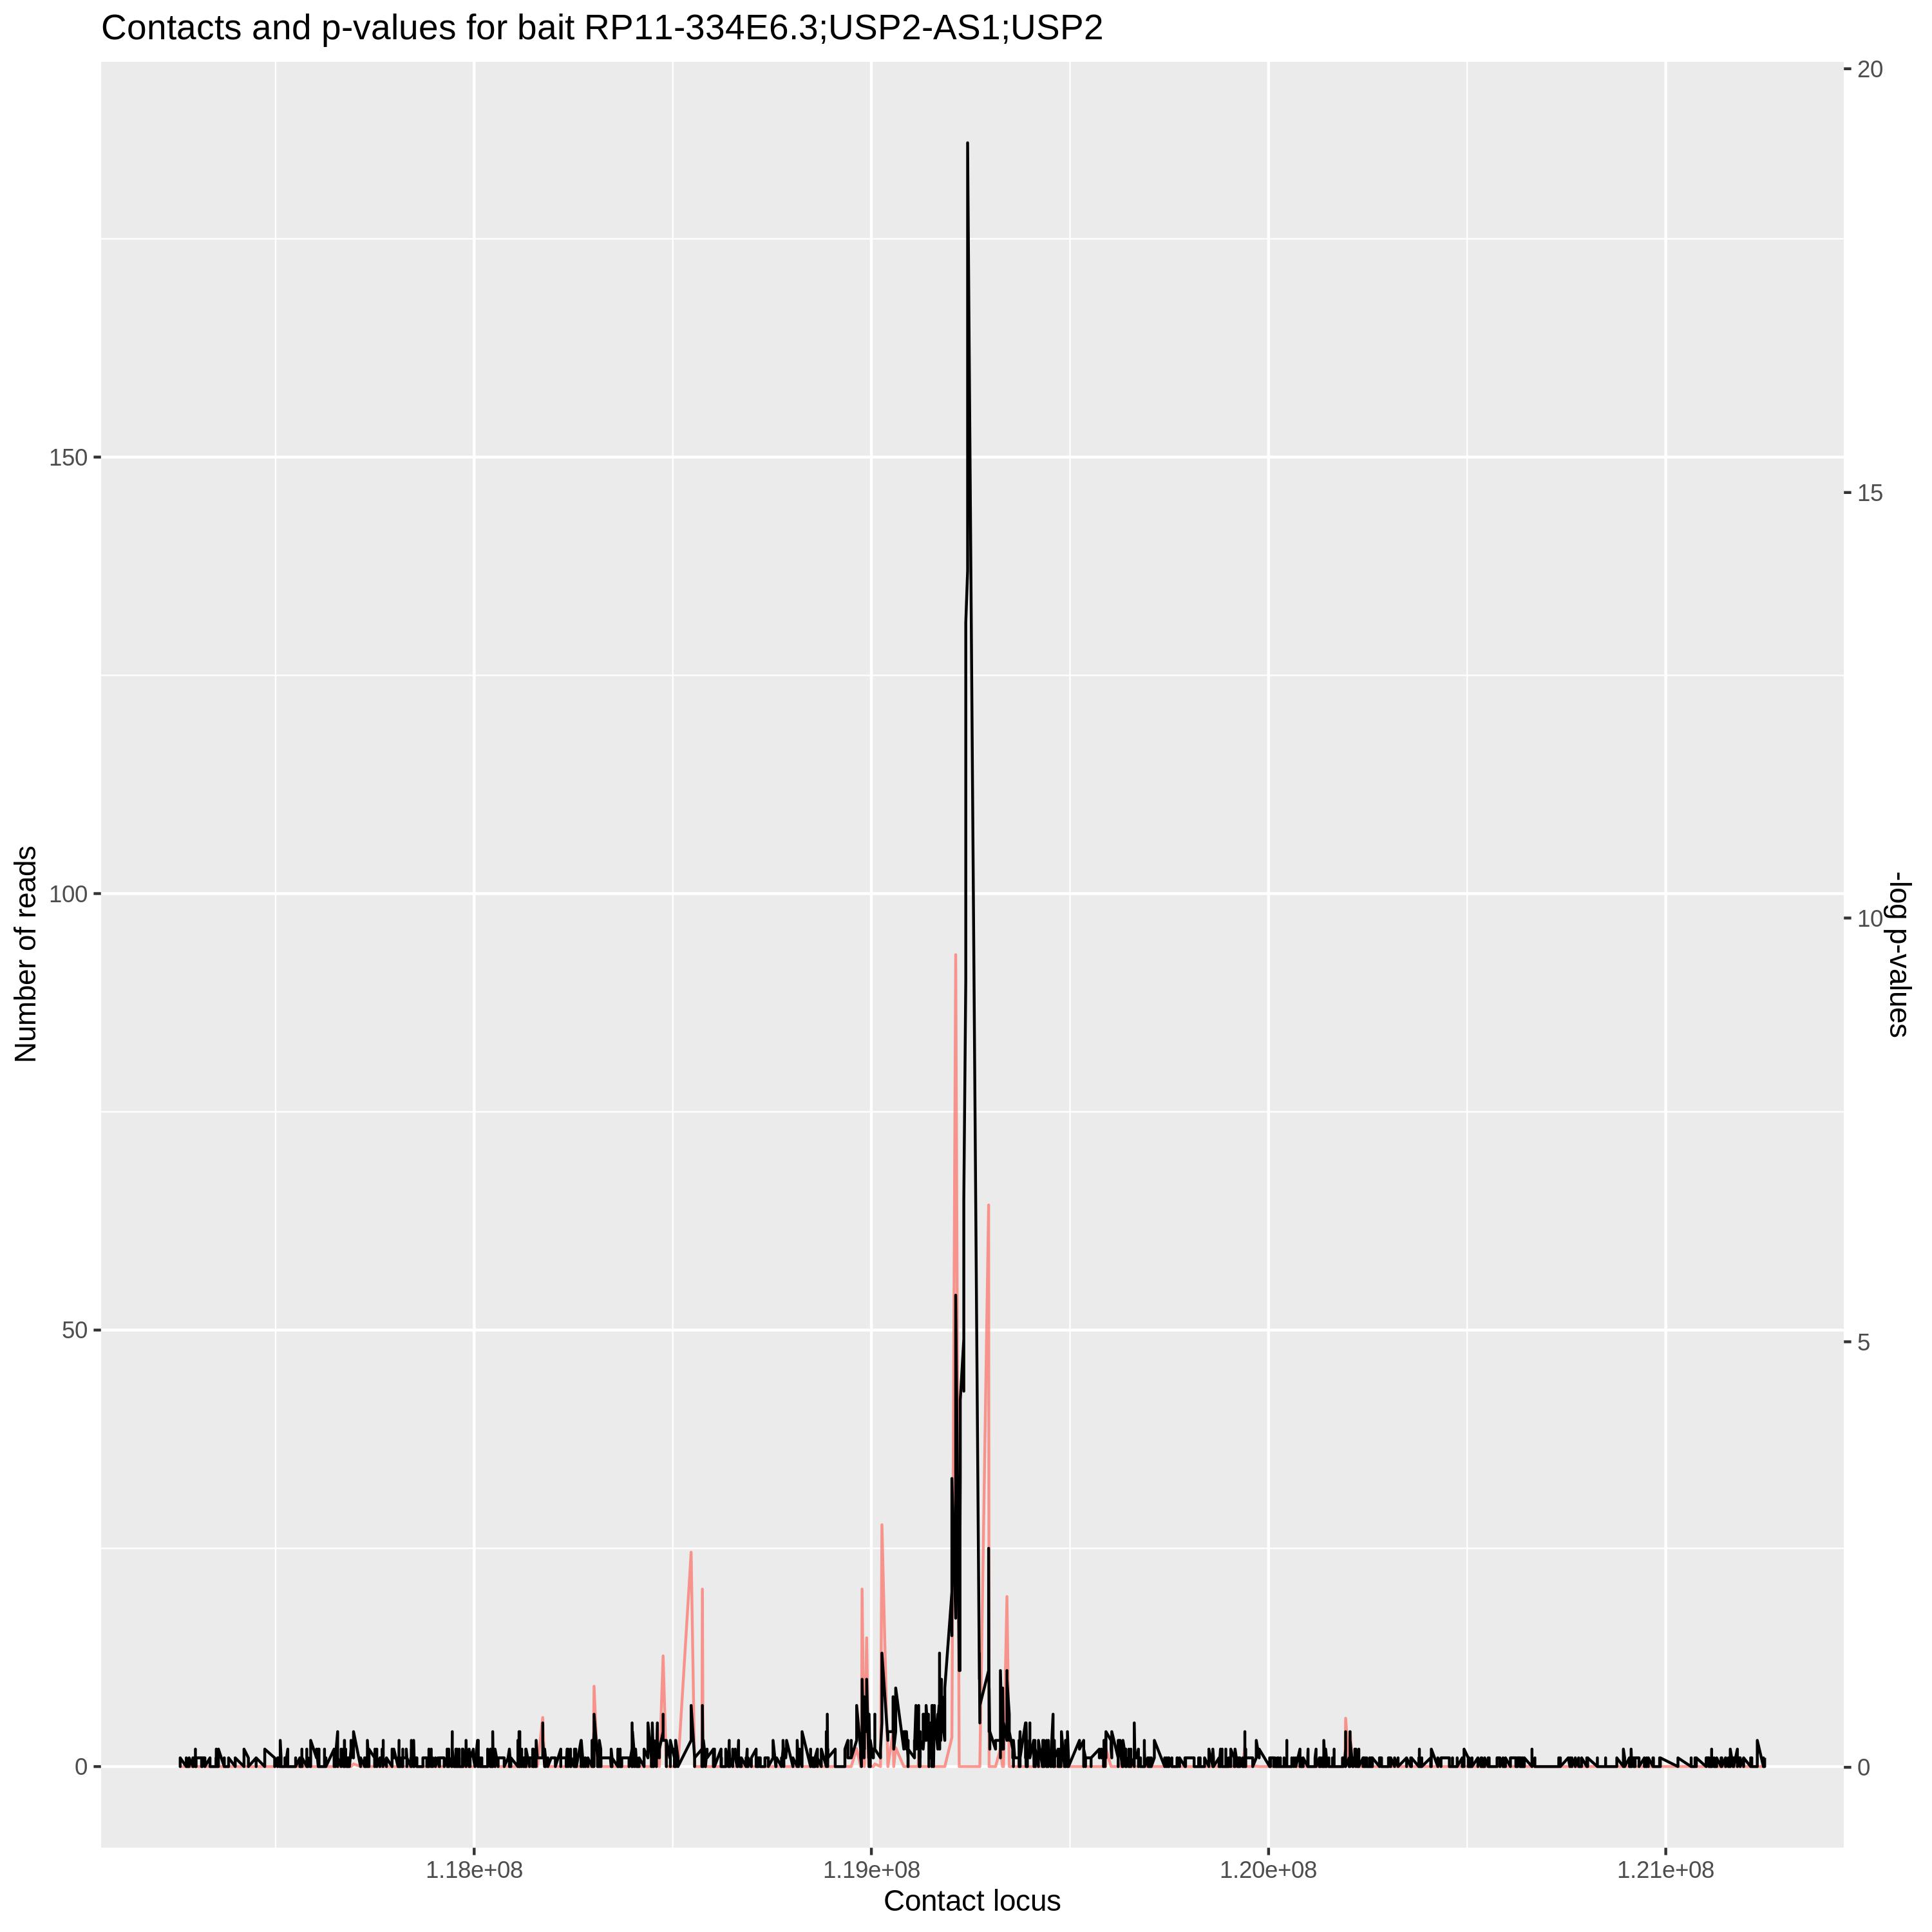 Contacts and p-values for bait RP11-334E6.3;USP2-AS1;USP2
20
150
15
Number of reads
100
10
-log p-values
50
5
0
0
1.18e+08
1.19e+08
1.20e+08
1.21e+08
Contact locus